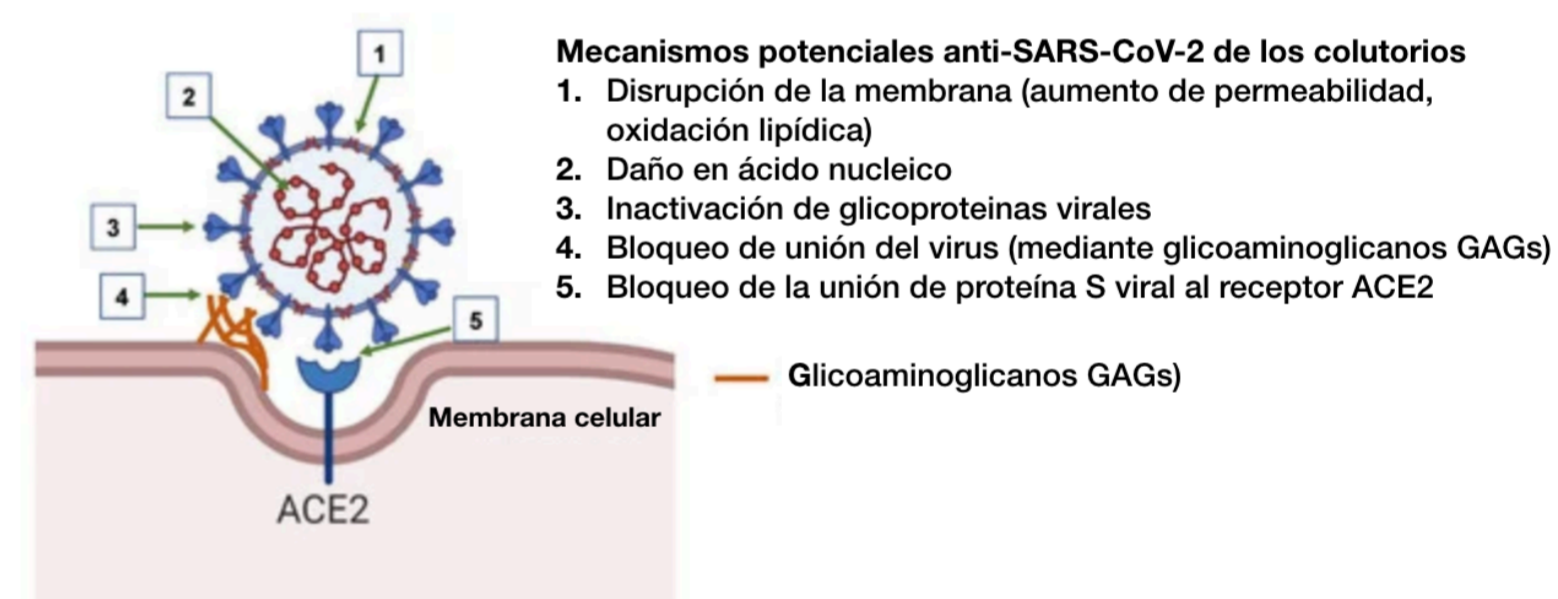 1
2
3
4
5
Mecanismos potenciales anti-SARS-CoV-2 de los colutorios
1. Disrupción de la membrana (aumento de permeabilidad,
oxidación lipídica)
2. Daño en ácido nucleico
3. Inactivación de glicoproteinas virales
4. Bloqueo de unión del virus (mediante glicoaminoglicanos GAGs)
5. Bloqueo de la unión de proteína S viral al receptor ACE2
Glicoaminoglicanos GAGs)
Membrana celular
ACE2